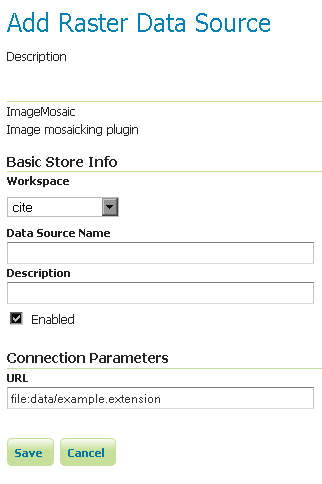 Add Raster Data Source
Description
ImageMosaic
Image mosaicking plugin
Basic Store Info
Workspace
cite
Data Source Name
Description
Enabled
Connection Parameters
URL
file:data/example.extension
Save Cancel